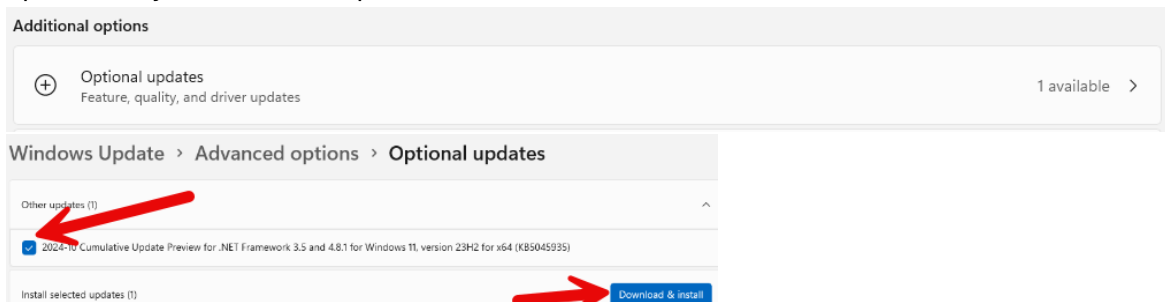 Additional options
Optional updates
Feature, quality, and driver updates
1 available
Windows Update > Advanced options > Optional updates
Other updates (1)
2024-10 Cumulative Update Preview for .NET Framework 3.5 and 4.8.1 for Windows 11, version 23H2 for x64 (KB5045935)
Install selected updates (1)
Download & install